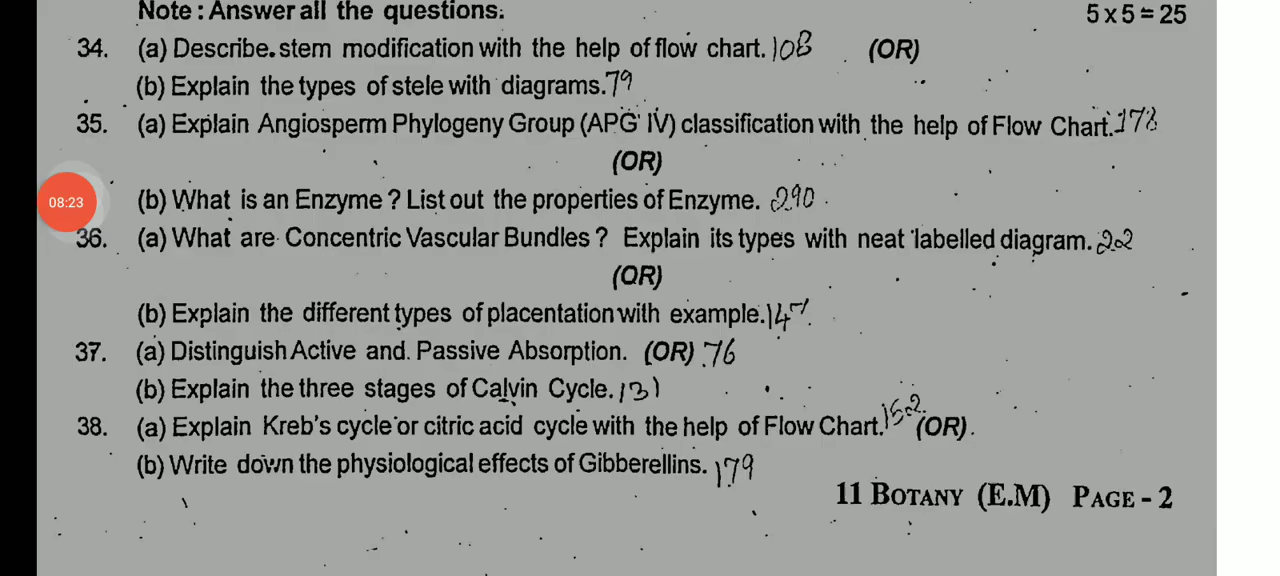 Note : Answer all the questions: 5 x 5 = 25
34. (a) Describe stem modification with the help of flow chart. 108 (OR)
(b) Explain the types of stele with diagrams. 79
35. (a) Explain Angiosperm Phylogeny Group (APG IV) classification with the help of Flow Chart. 178
(OR)
08:23
(b) What is an Enzyme ? List out the properties of Enzyme. 290
36. (a) What are Concentric Vascular Bundles ? Explain its types with neat labelled diagram. 22
(OR)
(b) Explain the different types of placentation with example.
37. (a) Distinguish Active and Passive Absorption. (OR) 76
(b) Explain the three stages of Calvin Cycle. 131
38. (a) Explain Kreb's cycle or citric acid cycle with the help of Flow Chart. 152 (OR).
(b) Write down the physiological effects of Gibberellins. 179
11 BOTANY (E.M) PAGE - 2